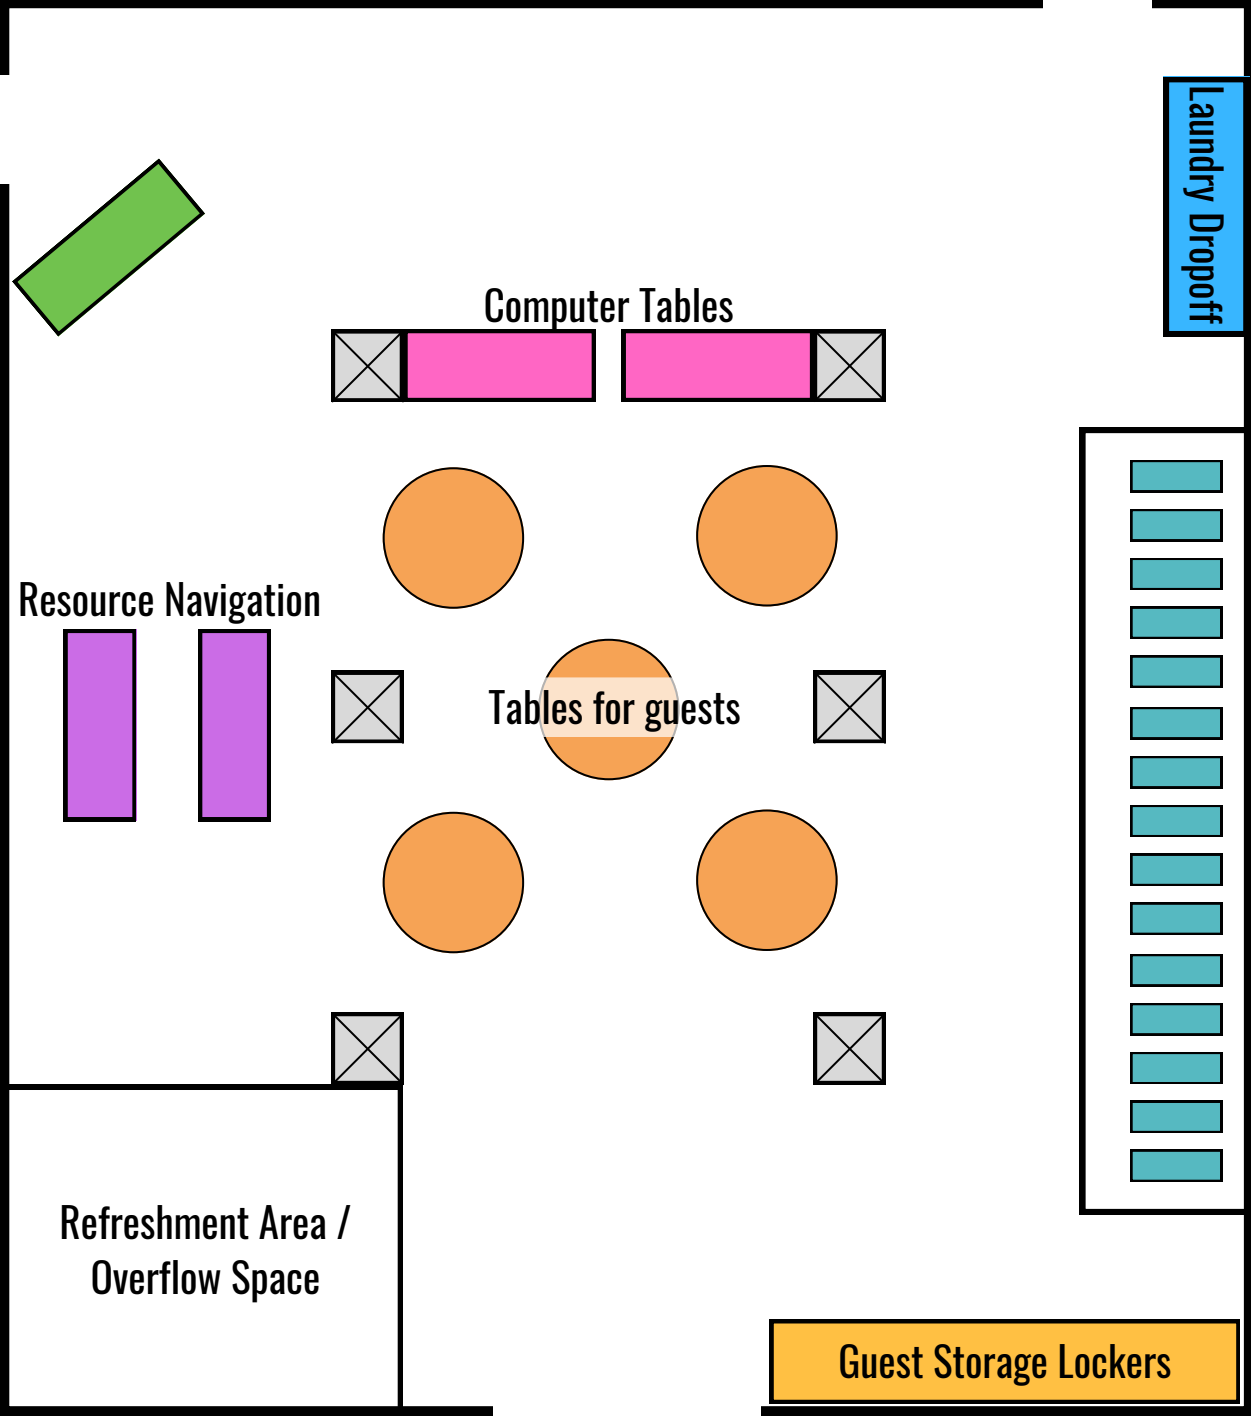 Laundry Dropoff
Computer Tables
Resource Navigation
Tables for guests
Refreshment Area /
Overflow Space
Guest Storage Lockers